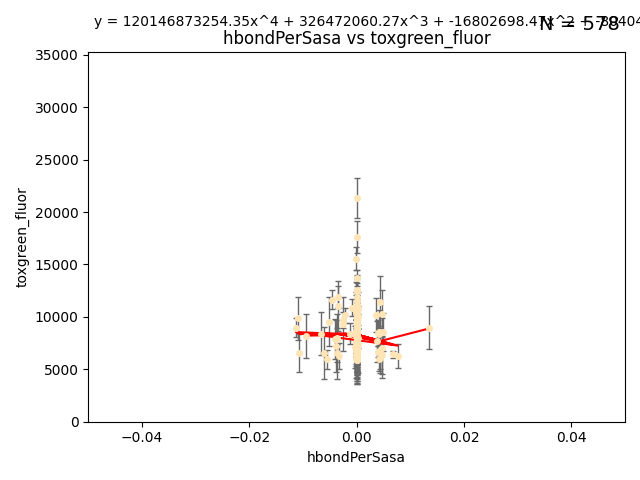 y = 120146873254.35x^4 + 326472060.27x^3 + -16802698.47x^2 +
N = 578
hbondPerSasa vs toxgreen_fluor
35000
30000
25000
20000
15000
10000
5000
0
toxgreen_fluor
−0.04
−0.02
0.00
0.02
0.04
hbondPerSasa